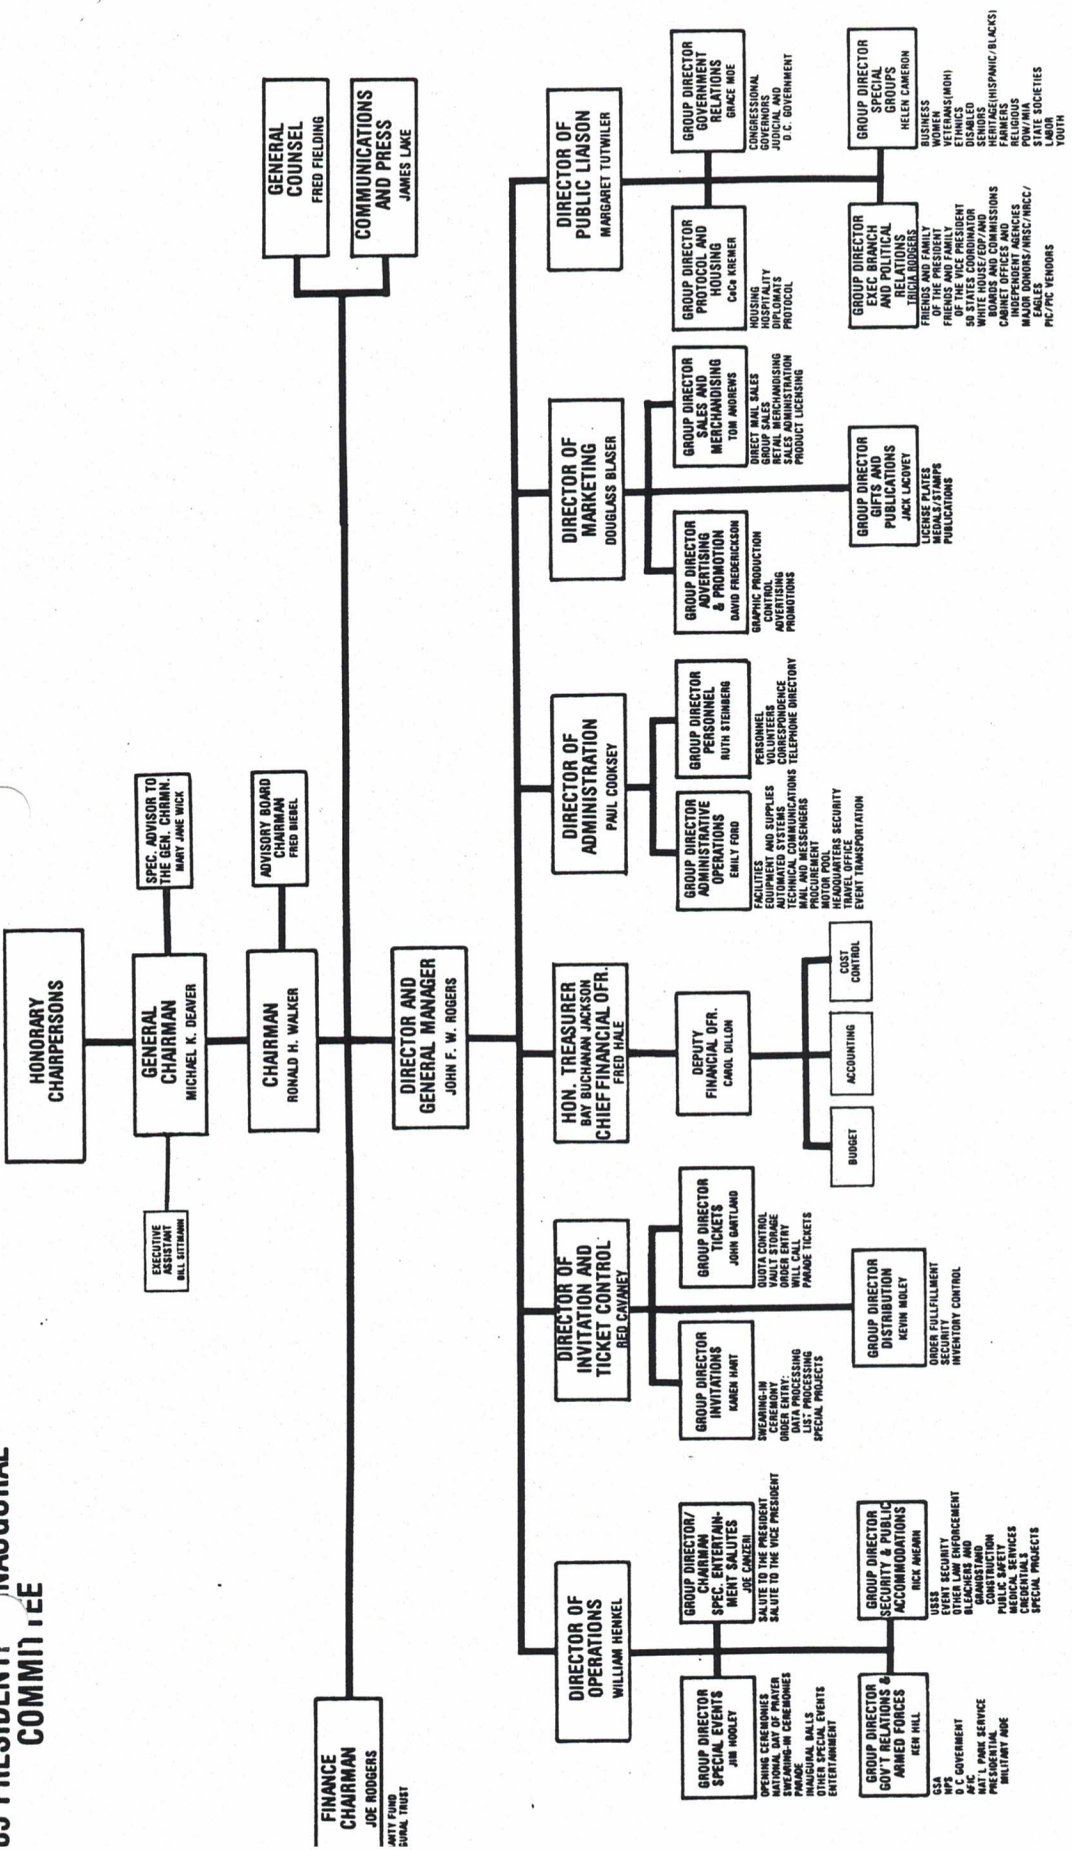 COMMITTEE
HONORARY
CHAIRPERSONS
EXECUTIVE
ASSISTANT
BILL SITTMANN
GENERAL
CHAIRMAN
MICHAEL K. DEAVER
SPEC. ADVISOR TO
THE GEN. CHRMN.
MARY JANE WICK
CHAIRMAN
RONALD H. WALKER
ADVISORY BOARD
CHAIRMAN
FRED BIEBEL
GENERAL
COUNSEL
FRED FIELDING
COMMUNICATIONS
AND PRESS
JAMES LAKE
FINANCE
CHAIRMAN
JOE RODGERS
FUND
TRUST
DIRECTOR AND
GENERAL MANAGER
JOHN F. W. ROGERS
DIRECTOR OF
OPERATIONS
WILLIAM HENKEL
GROUP DIRECTOR
SPECIAL EVENTS
JIM HOOLEY
OPENING CEREMONIES
NATIONAL DAY OF PRAYER
SWEARING-IN CEREMONIES
PARADE
INAUGURAL BALLS
OTHER SPECIAL EVENTS
ENTERTAINMENT
GROUP DIRECTOR/
CHAIRMAN
SPEC. ENTERTAIN-
MENT SALUTES
JOE CANZERI
SALUTE TO THE PRESIDENT
SALUTE TO THE VICE PRESIDENT
GROUP DIRECTOR
GOV'T RELATIONS &
ARMED FORCES
KEN HILL
GSA
NPS
D C GOVERMENT
AFIC
NAT'L PARK SERVICE
PRESIDENTIAL
MILITARY AIDE
GROUP DIRECTOR
SECURITY & PUBLIC
ACCOMMODATIONS
RICK AHEARN
USSS
EVENT SECURITY
OTHER LAW ENFORCEMENT
BLEACHERS AND
GRANDSTAND
CONSTRUCTION
PUBLIC SAFETY
MEDICAL SERVICES
CREDENTIALS
SPECIAL PROJECTS
DIRECTOR OF
INVITATION AND
TICKET CONTROL
RED CAVANEY
GROUP DIRECTOR
INVITATIONS
KAREN HART
SWEARING-IN
CEREMONY
ORDER ENTRY:
DATA PROCESSING
LIST PROCESSING
SPECIAL PROJECTS
GROUP DIRECTOR
TICKETS
JOHN GARTLAND
QUOTA CONTROL
VAULT STORAGE
ORDER ENTRY
WILL CALL
PARADE TICKETS
GROUP DIRECTOR
DISTRIBUTION
KEVIN MOLEY
ORDER FULLFILLMENT
SECURITY
INVENTORY CONTROL
HON. TREASURER
BAY BUCHANAN JACKSON
CHIEF FINANCIAL OFR.
FRED HALE
DEPUTY
FINANCIAL OFR.
CAROL DILLON
BUDGET
ACCOUNTING
COST
CONTROL
DIRECTOR OF
ADMINISTRATION
PAUL COOKSEY
GROUP DIRECTOR
ADMINISTRATIVE
OPERATIONS
EMILY FORD
FACILITIES
EQUIPMENT AND SUPPLIES
AUTOMATED SYSTEMS
TECHNICAL COMMUNICATIONS
MAIL AND MESSENGERS
PROCUREMENT
MOTOR POOL
HEADQUARTERS SECURITY
TRAVEL OFFICE
EVENT TRANSPORTATION
GROUP DIRECTOR
PERSONNEL
RUTH STEINBERG
PERSONNEL
VOLUNTEERS
CORRESPONDENCE
TELEPHONE DIRECTORY
DIRECTOR OF
MARKETING
DOUGLASS BLASER
GROUP DIRECTOR
ADVERTISING
& PROMOTION
DAVID FREDERICKSON
GRAPHIC PRODUCTION
CONTROL
ADVERTISING
PROMOTIONS
GROUP DIRECTOR
SALES AND
MERCHANDISING
TOM ANDREWS
DIRECT MAIL SALES
GROUP SALES
RETAIL MERCHANDISING
SALES ADMINISTRATION
PRODUCT LICENSING
GROUP DIRECTOR
GIFTS AND
PUBLICATIONS
JACK LACOVEY
LICENSE PLATES
MEDALS/STAMPS
PUBLICATIONS
DIRECTOR OF
PUBLIC LIAISON
MARGARET TUTWILER
GROUP DIRECTOR
PROTOCOL AND
HOUSING
CeCe KREMER
HOUSING
HOSPITALITY
DIPLOMATS
PROTOCOL
GROUP DIRECTOR
GOVERNMENT
RELATIONS
GRACE MOE
CONGRESSIONAL
GOVERNORS
JUDICIAL AND
D.C. GOVERNMENT
GROUP DIRECTOR
EXEC BRANCH
AND POLITICAL
RELATIONS
TRICIA RODGERS
FRIENDS AND FAMILY
OF THE PRESIDENT
FRIENDS AND FAMILY
OF THE VICE PRESIDENT
50 STATES COORDINATOR
WHITE HOUSE/EOP/AND
BOARDS AND COMMISSIONS
CABINET OFFICES AND
INDEPENDENT AGENCIES
MAJOR DONORS/NRSC/NRCC/
EAGLES
PIC/PIC VENDORS
GROUP DIRECTOR
SPECIAL
GROUPS
HELEN CAMERON
BUSINESS
WOMEN
VETERANS(MOH)
ETHNICS
DISABLED
SENIORS
HERITAGE(HISPANIC/BLACKS)
FARMERS
RELIGIOUS
POW/MIA
STATE SOCIETIES
LABOR
YOUTH